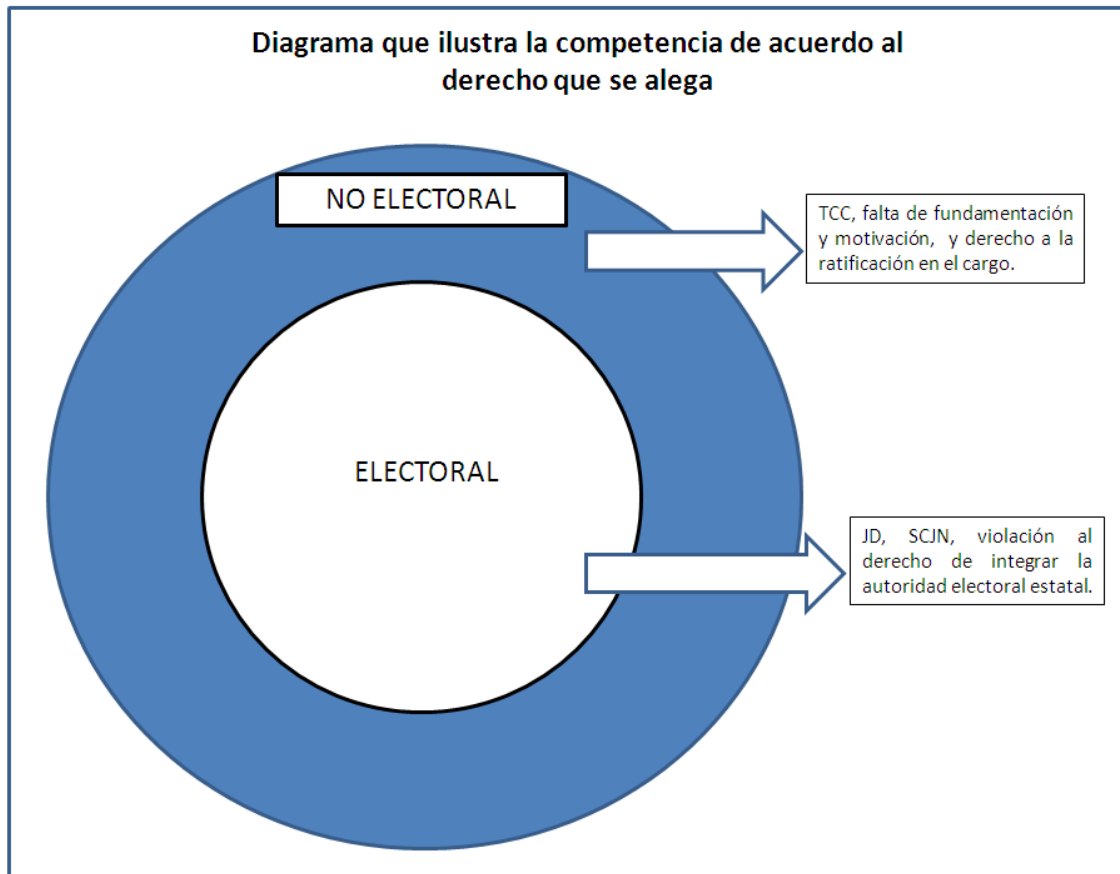 Diagrama que ilustra la competencia de acuerdo al
derecho que se alega
NO ELECTORAL
TCC, falta de fundamentación
y motivación, y derecho a la
ratificación en el cargo.
ELECTORAL
JD, SCJN, violación al
derecho de integrar la
autoridad electoral estatal.